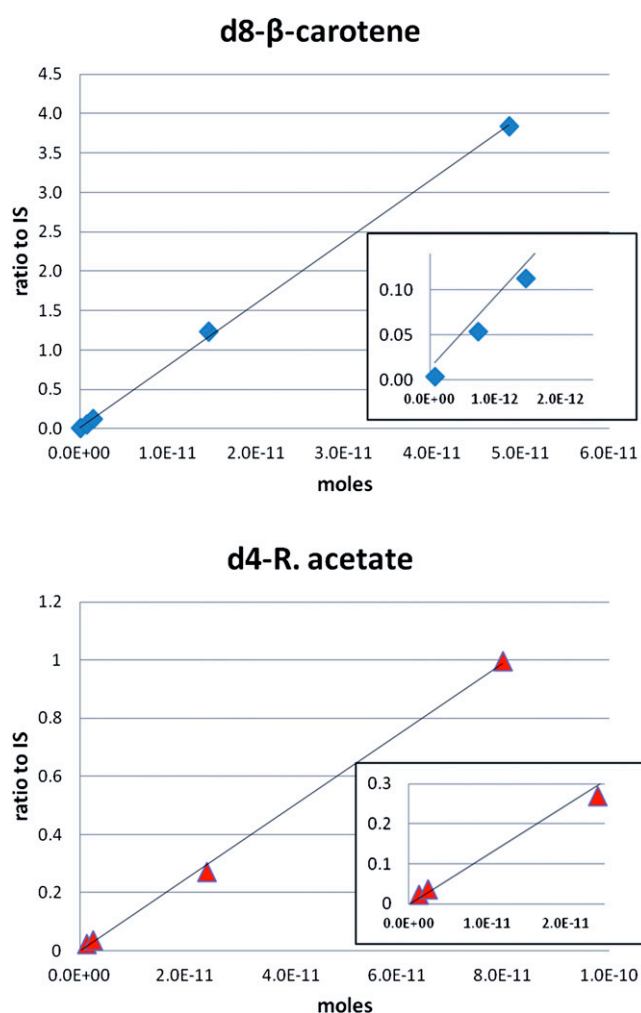 d8-β-carotene
4.5
4.0
3.5
3.0
2.5
2.0
1.5
1.0
0.5
0.0
ratio to IS
0.10
0.05
0.00
0.0E+00 1.0E-12 2.0E-12
0.0E+00 1.0E-11 2.0E-11 3.0E-11 4.0E-11 5.0E-11 6.0E-11
moles
d4-R. acetate
1.2
1
0.8
0.6
0.4
0.2
0
ratio to IS
0.3
0.2
0.1
0
0.0E+00 1.0E-11 2.0E-11
0.0E+00 2.0E-11 4.0E-11 6.0E-11 8.0E-11 1.0E-10
moles